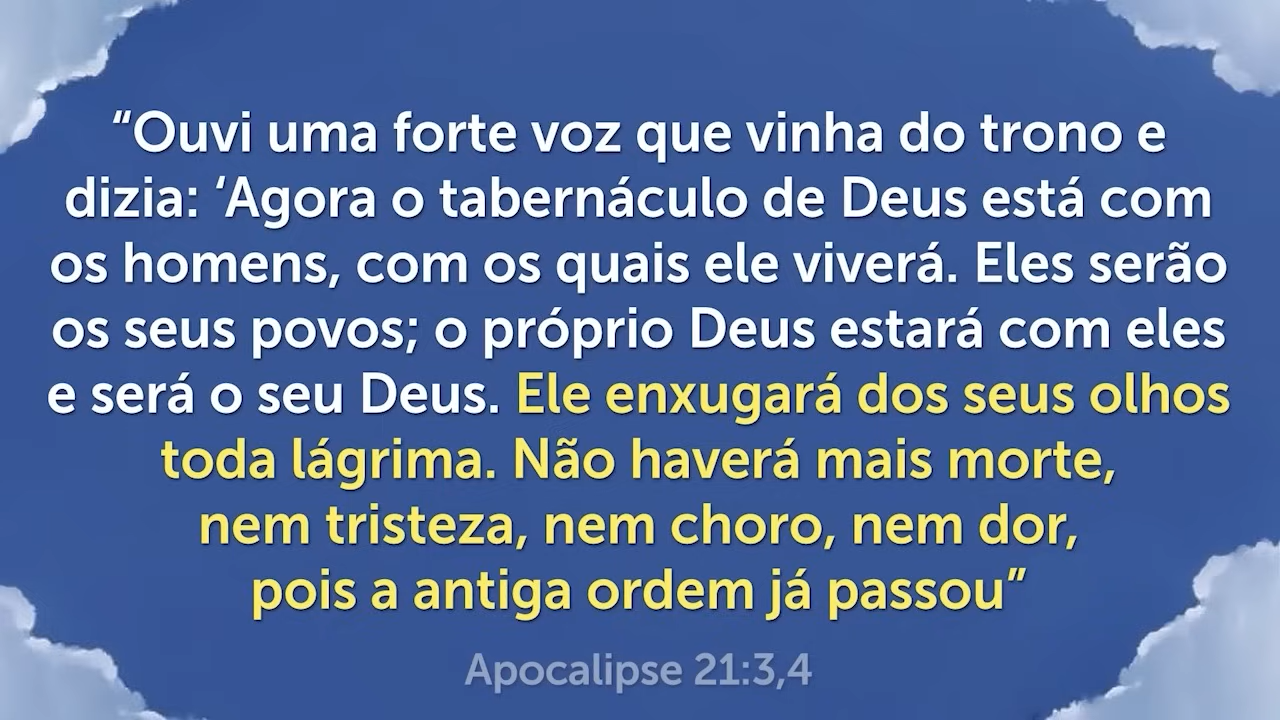 “Ouvi uma forte voz que vinha do trono e
dizia: ‘Agora o tabernáculo de Deus está com
os homens, com os quais ele viverá. Eles serão
os seus povos; o próprio Deus estará com eles
e será o seu Deus. Ele enxugará dos seus olhos
toda lágrima. Não haverá mais morte,
nem tristeza, nem choro, nem dor,
pois a antiga ordem já passou”
Apocalipse 21:3,4